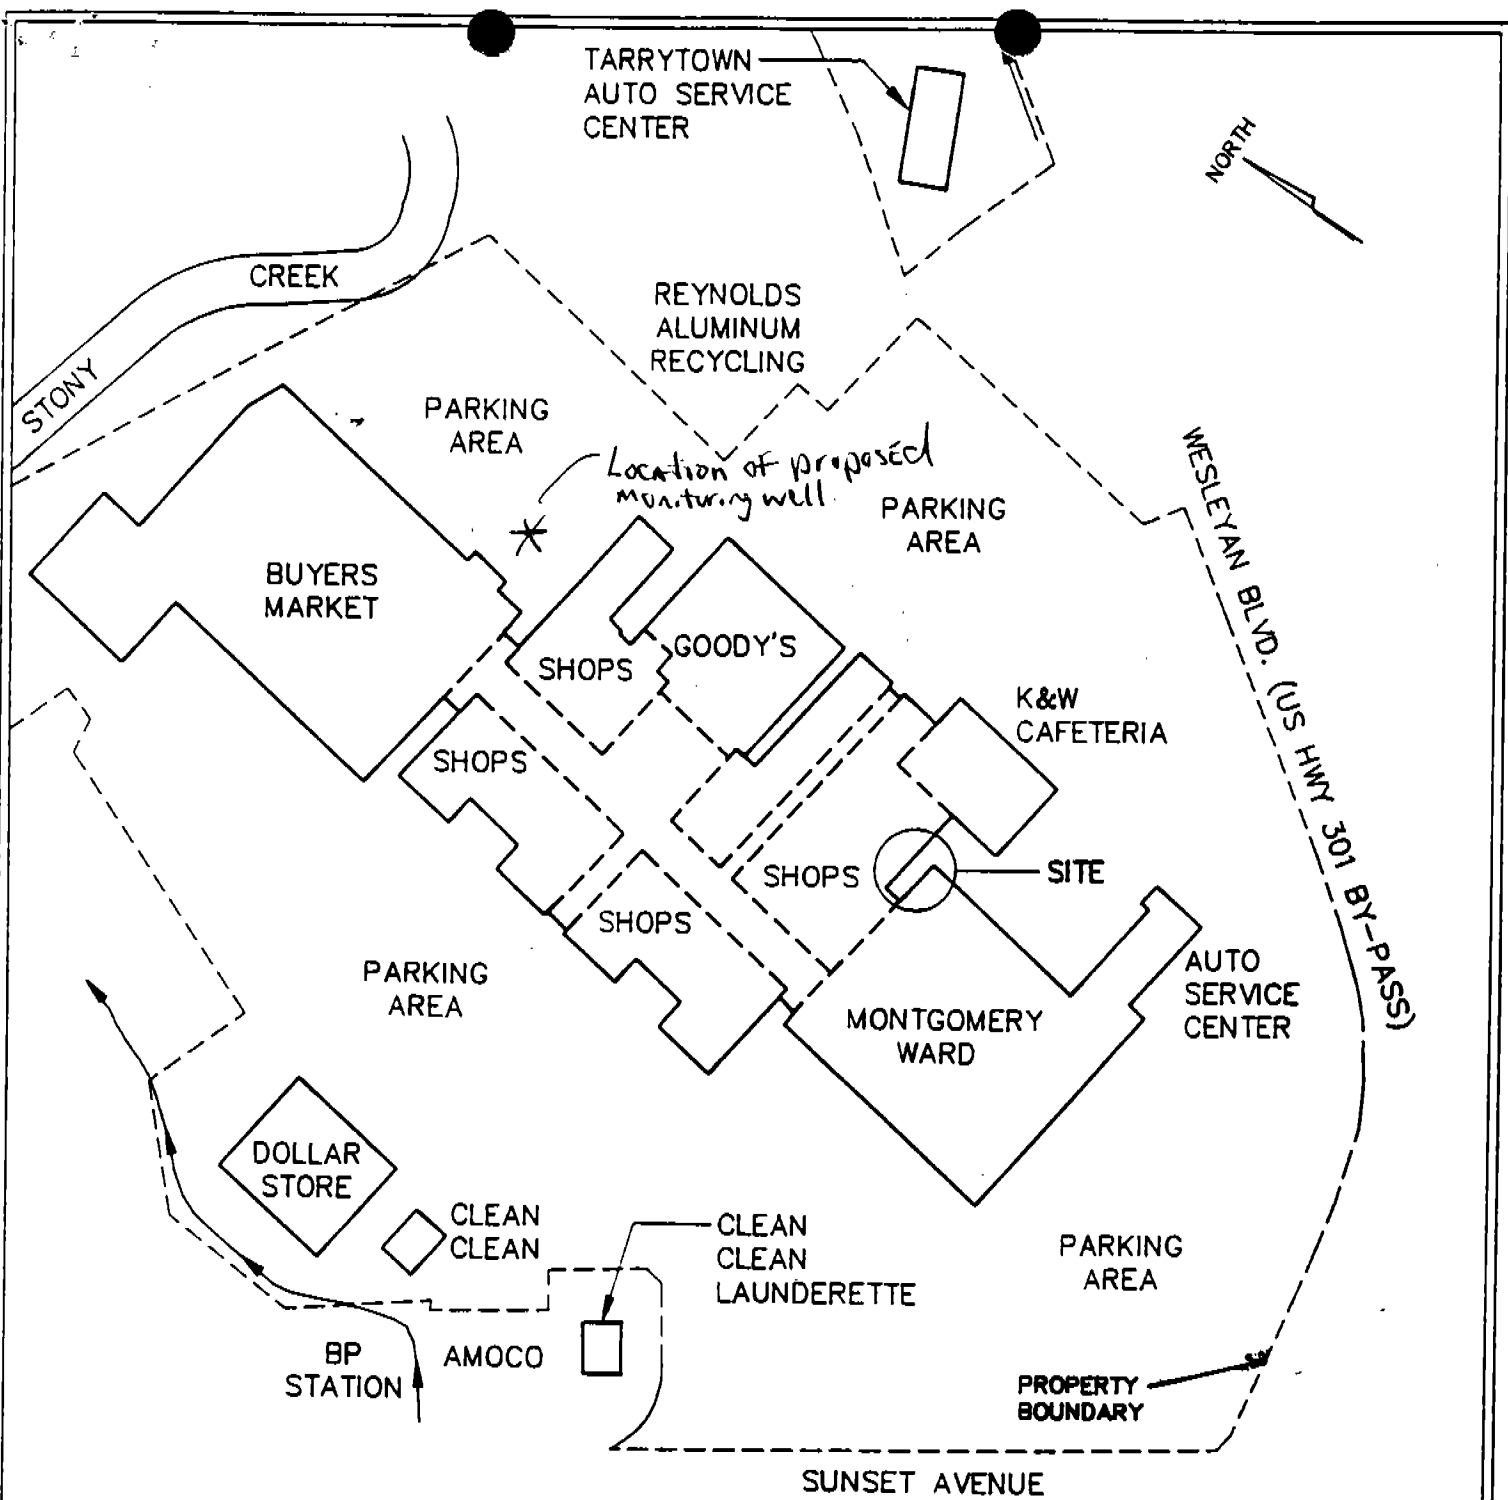 TARRYTOWN
AUTO SERVICE
CENTER
NORTH
CREEK
STONY
REYNOLDS
ALUMINUM
RECYCLING
PARKING
AREA
Location of proposed
monitoring well.
PARKING
AREA
WESLEYAN BLVD. (US HWY 301 BY-PASS)
BUYERS
MARKET
SHOPS
GOODY'S
K&W
CAFETERIA
SHOPS
SHOPS
SITE
SHOPS
PARKING
AREA
AUTO
SERVICE
CENTER
MONTGOMERY
WARD
DOLLAR
STORE
CLEAN
CLEAN
CLEAN
CLEAN
LAUNDERETTE
PARKING
AREA
BP
STATION
AMOCO
PROPERTY
BOUNDARY
SUNSET AVENUE